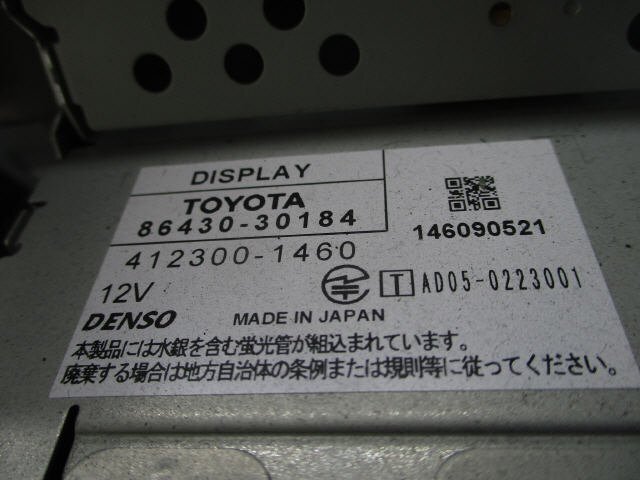 DISPLAY
TOYOTA
86430-30184
412300-1460
146090521
12V
T AD05-0223001
DENSO
MADE IN JAPAN
本製品には水銀を含む蛍光管が組込まれています。
廃棄する場合は地方自治体の条例または規則等に従ってください。